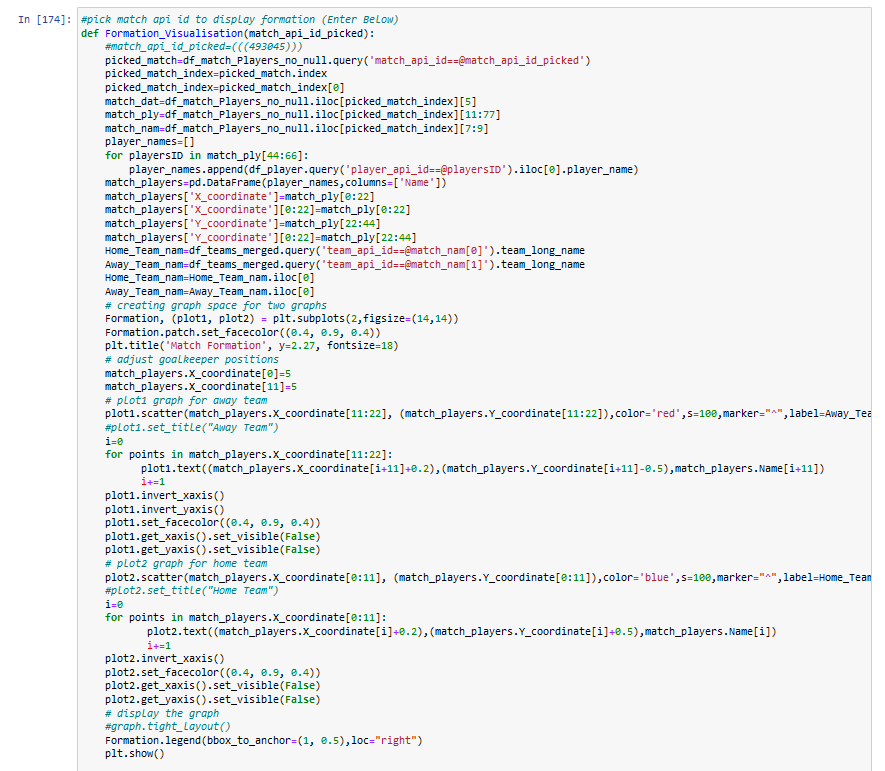 In [174]: #pick match api id to display formation (Enter Below)
def Formation_Visualisation(match_api_id_picked):
    #match_api_id_picked=(((493045)))
    picked_match=df_match_Players_no_null.query('match_api_id==@match_api_id_picked')
    picked_match_index=picked_match.index
    picked_match_index=picked_match_index[0]
    match_dat=df_match_Players_no_null.iloc[picked_match_index][5]
    match_ply=df_match_Players_no_null.iloc[picked_match_index][11:77]
    match_nam=df_match_Players_no_null.iloc[picked_match_index][7:9]
    player_names=[]
    for playersID in match_ply[44:66]:
        player_names.append(df_player.query('player_api_id==@playersID').iloc[0].player_name)
    match_players=pd.DataFrame(player_names,columns=['Name'])
    match_players['X_coordinate']=match_ply[0:22]
    match_players['X_coordinate'][0:22]=match_ply[0:22]
    match_players['Y_coordinate']=match_ply[22:44]
    match_players['Y_coordinate'][0:22]=match_ply[22:44]
    Home_Team_nam=df_teams_merged.query('team_api_id==@match_nam[0]').team_long_name
    Away_Team_nam=df_teams_merged.query('team_api_id==@match_nam[1]').team_long_name
    Home_Team_nam=Home_Team_nam.iloc[0]
    Away_Team_nam=Away_Team_nam.iloc[0]
    # creating graph space for two graphs
    Formation, (plot1, plot2) = plt.subplots(2,figsize=(14,14))
    Formation.patch.set_facecolor((0.4, 0.9, 0.4))
    plt.title('Match Formation', y=2.27, fontsize=18)
    # adjust goalkeeper positions
    match_players.X_coordinate[0]=5
    match_players.X_coordinate[11]=5
    # plot1 graph for away team
    plot1.scatter(match_players.X_coordinate[11:22], (match_players.Y_coordinate[11:22]),color='red',s=100,marker="^",label=Away_Tea
    #plot1.set_title("Away Team")
    i=0
    for points in match_players.X_coordinate[11:22]:
          plot1.text((match_players.X_coordinate[i+11]+0.2),(match_players.Y_coordinate[i+11]-0.5),match_players.Name[i+11])
          i+=1
    plot1.invert_xaxis()
    plot1.invert_yaxis()
    plot1.set_facecolor((0.4, 0.9, 0.4))
    plot1.get_xaxis().set_visible(False)
    plot1.get_yaxis().set_visible(False)
    # plot2 graph for home team
    plot2.scatter(match_players.X_coordinate[0:11], (match_players.Y_coordinate[0:11]),color='blue',s=100,marker="^",label=Home_Team
    #plot2.set_title("Home Team")
    i=0
    for points in match_players.X_coordinate[0:11]:
           plot2.text((match_players.X_coordinate[i]+0.2),(match_players.Y_coordinate[i]+0.5),match_players.Name[i])
           i+=1
    plot2.invert_xaxis()
    plot2.set_facecolor((0.4, 0.9, 0.4))
    plot2.get_xaxis().set_visible(False)
    plot2.get_yaxis().set_visible(False)
    # display the graph
    #graph.tight_layout()
    Formation.legend(bbox_to_anchor=(1, 0.5),loc="right")
    plt.show()